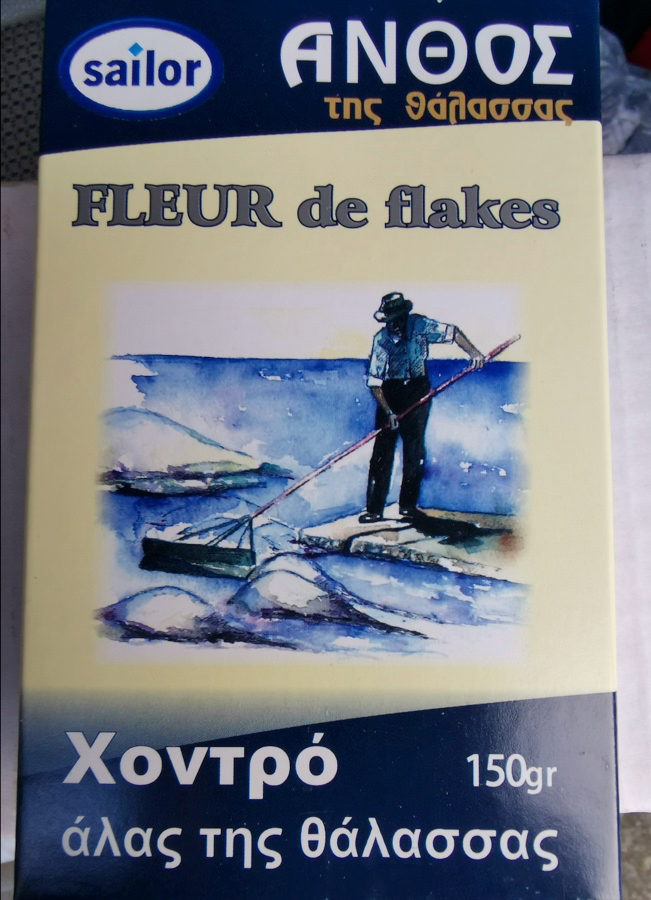 sailor
ΑΝΘΟΣ
της θάλασσας
FLEUR de flakes
Χοντρό
150gr
άλας της θάλασσας